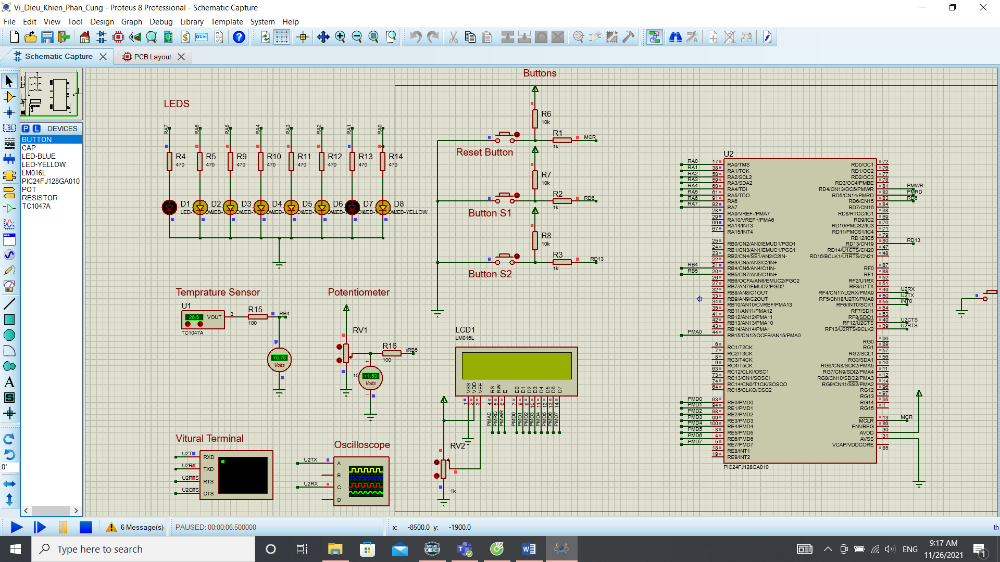 Vi_Dieu_Khien_Phan_Cung - Proteus 8 Professional - Schematic Capture
File Edit View Tool Design Graph Debug Library Template System Help
Schematic Capture
PCB Layout
P L DEVICES
BUTTON
CAP
LED-BLUE
LED-YELLOW
LM016L
PIC24FJ128GA010
POT
RESISTOR
TC1047A
0°
LEDS
RA7 RA6 RA5 RA4 RA3 RA2 RA1 RA0
R4 R5 R9 R10 R11 R12 R13 R14
470 470 470 470 470 470 470 470
D1 D2 D3 D4 D5 D6 D7 D8
LED-YELLOW
Buttons
R6
10k
R1
1k
MCR
Reset Button
R7
10k
R2
1k
RD6
Button S1
R8
10k
R3
1k
RD13
Button S2
Temprature Sensor
U1
26.5 VOUT 3
TC1047A
R15
100
RB4
+0.76
Volts
Potentiometer
RV1
R16
100
RB5
+1.50
Volts
LCD1
LM016L
VSS VDD VEE RS RW E D0 D1 D2 D3 D4 D5 D6 D7
1 2 3 4 5 6 7 8 9 10 11 12 13 14
PMA0 PMRD PMWR PMD0 PMD1 PMD2 PMD3 PMD4 PMD5 PMD6 PMD7
RV2
1k
Vitural Terminal
RXD
TXD
RTS
CTS
Oscilloscope
U2TX A
B
U2RX C
D
U2
RA0 17 RA0/TMS
RA1 38 RA1/TCK
RA2 58 RA2/SCL2
RA3 59 RA3/SDA2
RA4 60 RA4/TDI
RA5 61 RA5/TDO
RA6 91 RA6
RA7 92 RA7
28 RA9/VREF-/PMA7
29 RA10/VREF+/PMA6
66 RA14/INT3
67 RA15/INT4
25 RB0/CN2/AN0/EMUD1/PGD1
24 RB1/CN3/AN1/EMUC1/PGC1
23 RB2/CN4/SS1/AN2/C2IN-
22 RB3/CN5/AN3/C2IN+
RB4 21 RB4/CN6/AN4/C1IN-
RB5 20 RB5/CN7/AN5/C1IN+
26 RB6/OCFA/AN6/EMUC2/PGC2
27 RB7/AN7/EMUD2/PGD2
32 RB8/AN8/C1OUT
33 RB9/AN9/C2OUT
34 RB10/AN10/CVREF/PMA13
35 RB11/AN11/PMA12
41 RB12/AN12/PMA11
42 RB13/AN13/PMA10
43 RB14/AN14/PMA1
PMA0 44 RB15/CN12/OCFB/AN15/PMA0
6 RC1/T2CK
7 RC2/T3CK
8 RC3/T4CK
9 RC4/T5CK
63 RC12/CLKI/OSC1
73 RC13/CN1/SOSCI
74 RC14/CN0/T1CK/SOSCO
64 RC15/CLKO/OSC2
PMD0 93 RE0/PMD0
PMD1 94 RE1/PMD1
PMD2 98 RE2/PMD2
PMD3 99 RE3/PMD3
PMD4 100 RE4/PMD4
PMD5 3 RE5/PMD5
PMD6 4 RE6/PMD6
PMD7 5 RE7/PMD7
18 RE8/INT1
19 RE9/INT2
RD0/OC1 72
RD1/OC2 76
RD2/OC3 77
RD3/OC4/PMBE 78
RD4/CN13/OC5/PMWR 81 PMWR
RD5/CN14/PMRD 82 PMRD
RD6/CN15 83 RD6
RD7/CN16 84
RD8/RTCC/IC1 68
RD9/IC2 69
RD10/PMCS2/IC3 70
RD11/PMCS1/IC4 71
RD12/IC5 79
RD13/CN19 80 RD13
RD14/U1CTS/CN20 47
RD15/BCLK1/U1RTS/CN21 48
RF0 87
RF1 88
RF2/U1RX 52
RF3/U1TX 51
RF4/CN17/U2RX/PMA9 49 U2RX
RF5/CN18/U2TX/PMA8 50 U2TX
RF6/INT0/SCK1 55 INT0
RF7/SDI1 54
RF8/SDO1 53
RF12/U2CTS 40 U2CTS
RF13/U2RTS/BCLK2 39 U2RTS
RG0 90
RG1 89
RG2/SCL1 57
RG3/SDA1 56
RG6/CN8/SCK2/PMA5 10
RG7/CN9/SDI2/PMA4 11
RG8/CN10/SDO2/PMA3 12
RG9/CN11/SS2/PMA2 14
RG12 96
RG13 97
RG14 95
RG15 1
MCLR 13 MCR
ENVREG 86
AVDD 30
AVSS 31
VCAP/VDDCORE 85
PIC24FJ128GA010
6 Message(s) PAUSED: 00:00:06.500000 x: -8500.0 y: -1900.0 th
Type here to search
ENG
9:17 AM
11/26/2021
1